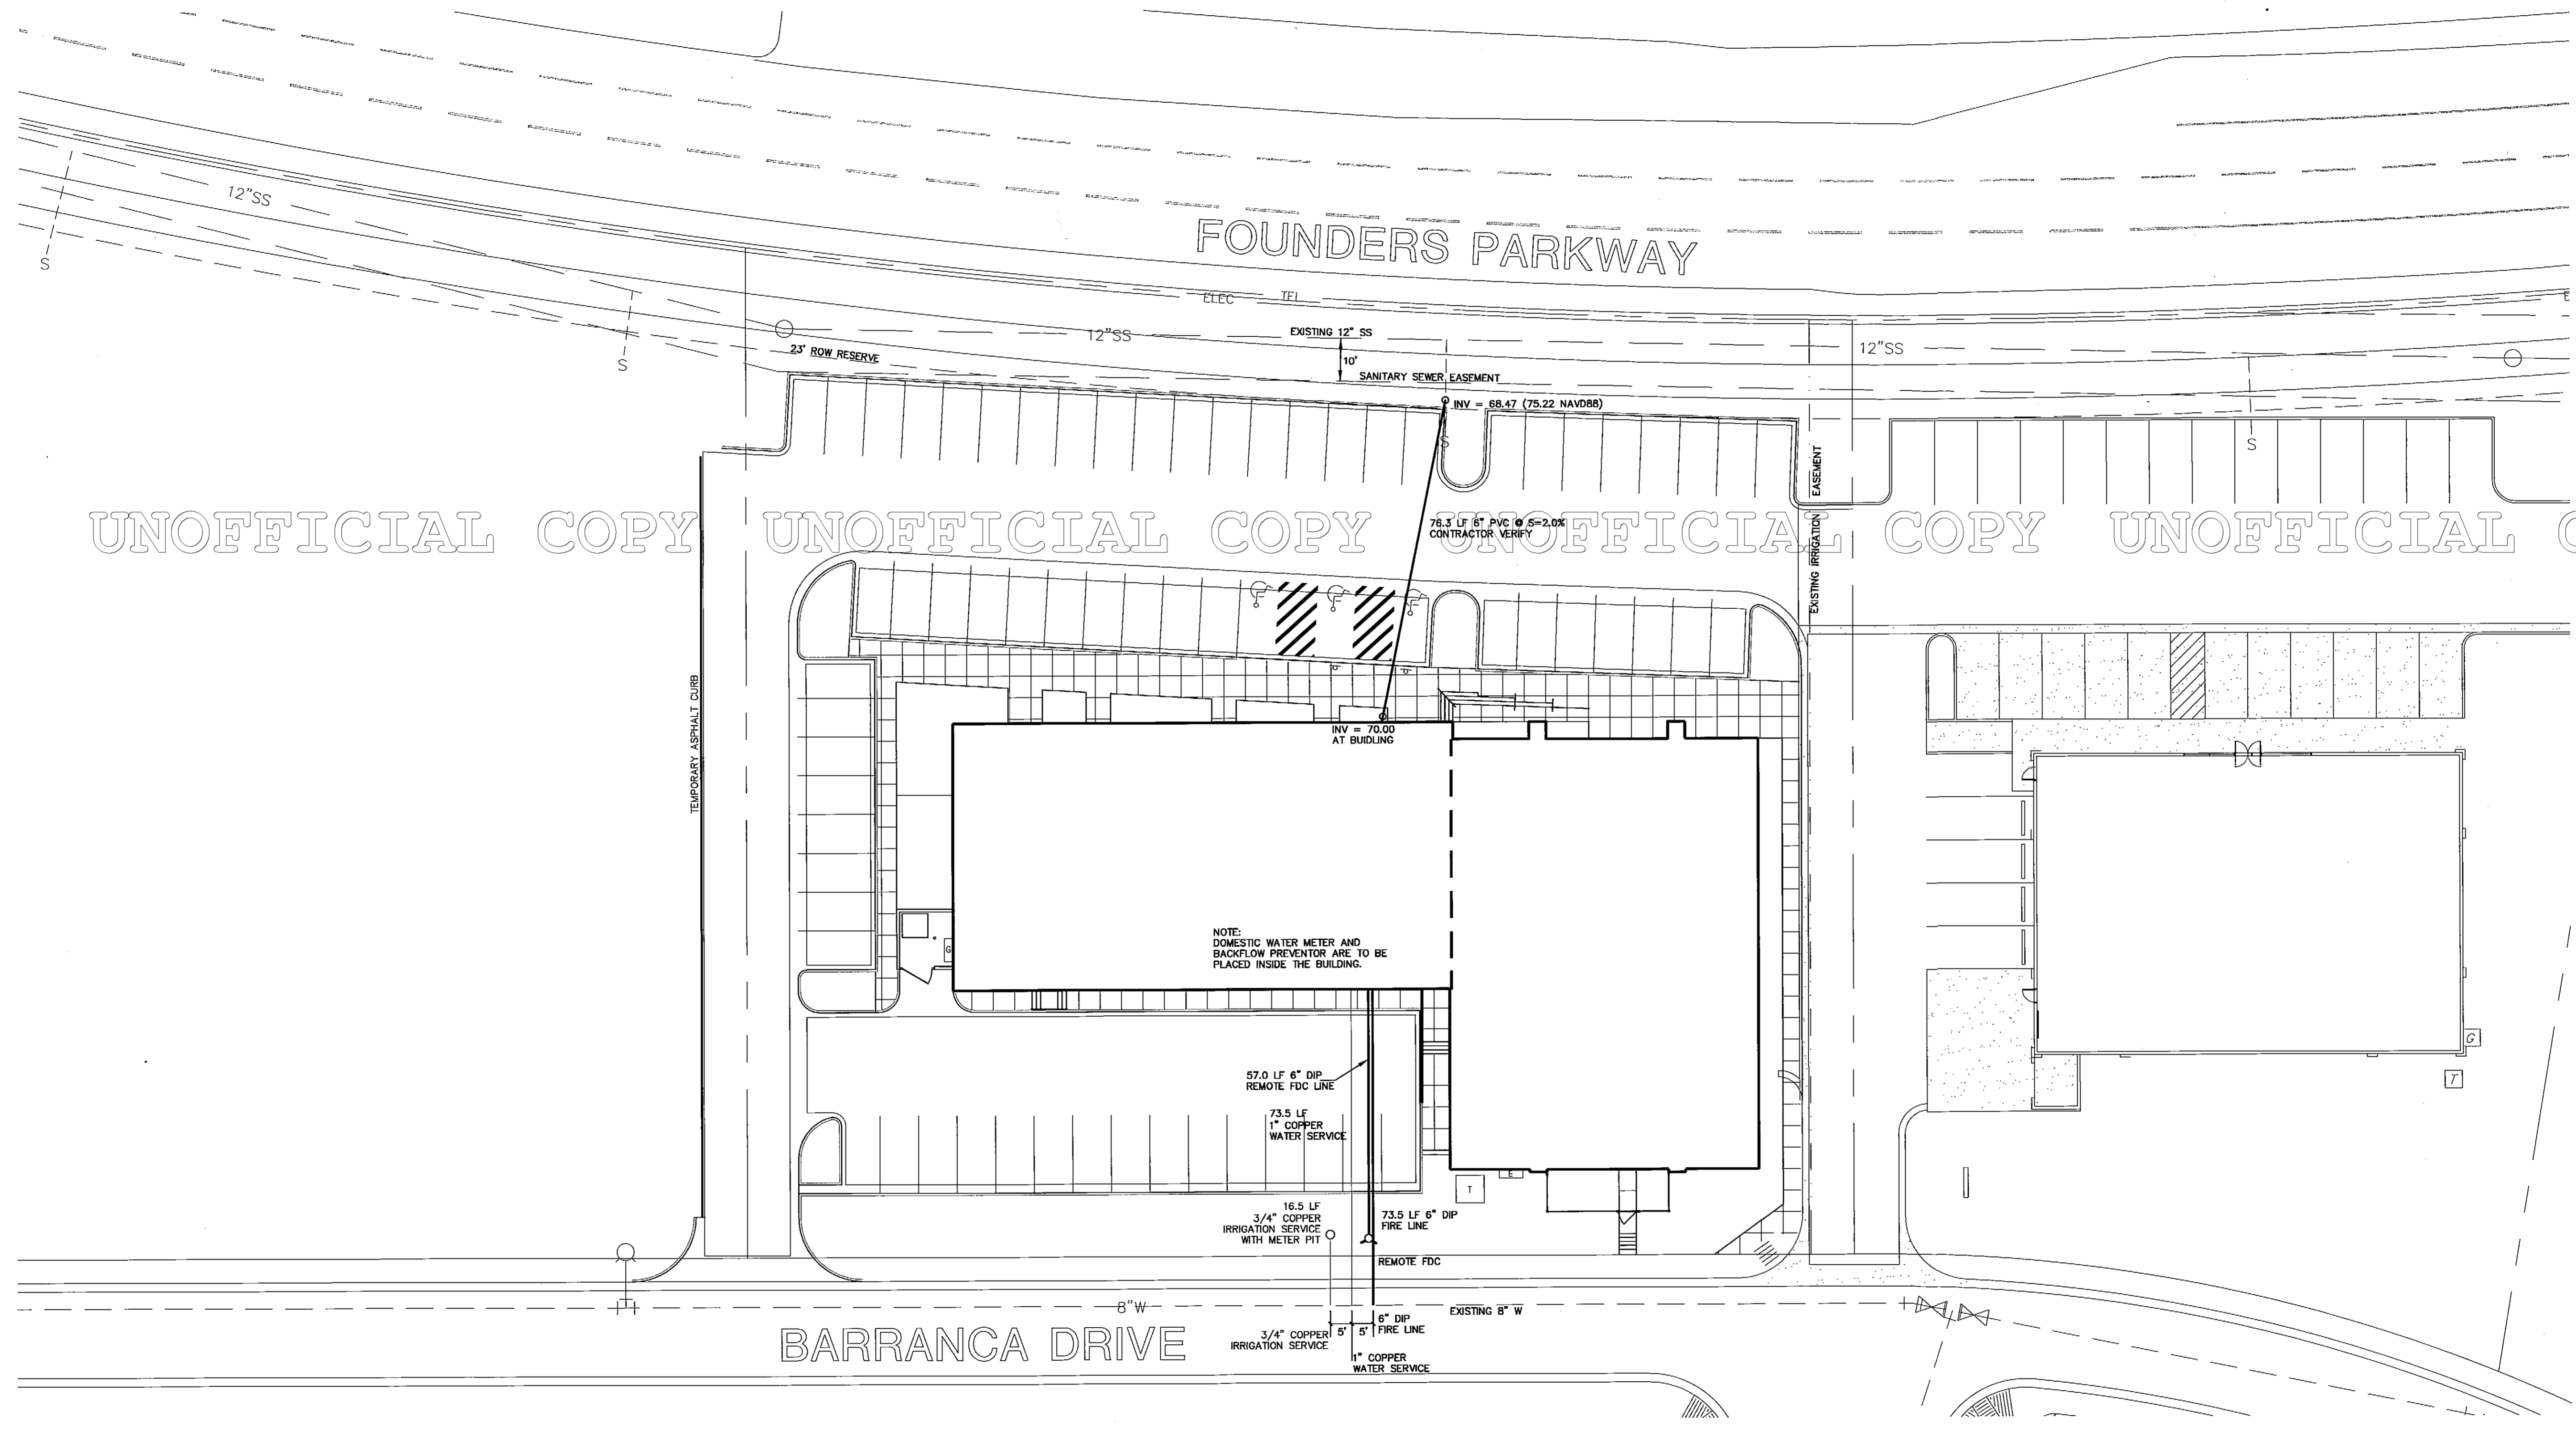 FOUNDERS PARKWAY
12"SS
S
S
ELEC
TEL
12"SS
EXISTING 12" SS
10'
12"SS
23' ROW RESERVE
SANITARY SEWER EASEMENT
INV = 68.47 (75.22 NAVD88)
S
S
UNOFFICIAL COPY UNOFFICIAL COPY UNOFFICIAL COPY UNOFFICIAL
76.3 LF 6" PVC @ S=2.0%
CONTRACTOR VERIFY
EXISTING IRRIGATION EASEMENT
TEMPORARY ASPHALT CURB
INV = 70.00
AT BUIDLING
NOTE:
DOMESTIC WATER METER AND
BACKFLOW PREVENTOR ARE TO BE
PLACED INSIDE THE BUILDING.
G
G
T
57.0 LF 6" DIP
REMOTE FDC LINE
73.5 LF
1" COPPER
WATER SERVICE
E
T
16.5 LF
3/4" COPPER
IRRIGATION SERVICE
WITH METER PIT
73.5 LF 6" DIP
FIRE LINE
REMOTE FDC
8"W
EXISTING 8" W
BARRANCA DRIVE
3/4" COPPER
IRRIGATION SERVICE
5'
5'
6" DIP
FIRE LINE
1" COPPER
WATER SERVICE